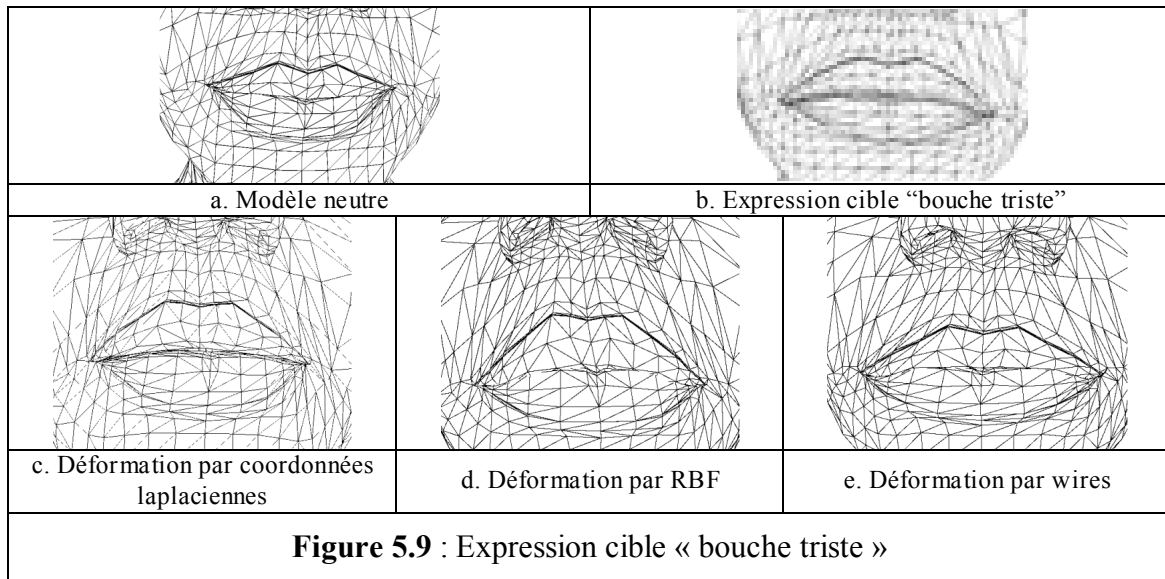 a. Modèle neutre
b. Expression cible “bouche triste”
c. Déformation par coordonnées
laplaciennes
d. Déformation par RBF
e. Déformation par wires
Figure 5.9 : Expression cible « bouche triste »